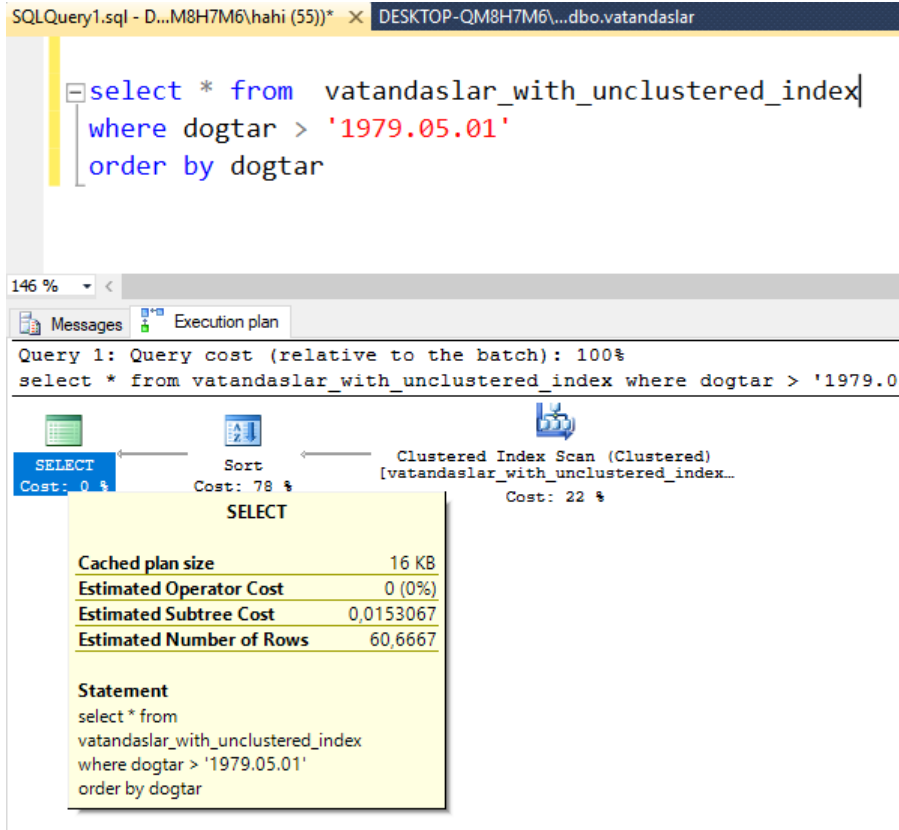 SQLQuery1.sql - D...M8H7M6\hahi (55))* DESKTOP-QM8H7M6\...dbo.vatandaslar
select * from vatandaslar_with_unclustered_index
where dogtar > '1979.05.01'
order by dogtar
146 %
Messages Execution plan
Query 1: Query cost (relative to the batch): 100%
select * from vatandaslar_with_unclustered_index where dogtar > '1979.0
SELECT
Cost: 0 %
Sort
Cost: 78 %
Clustered Index Scan (Clustered)
[vatandaslar_with_unclustered_index…
Cost: 22 %
SELECT
Cached plan size 16 KB
Estimated Operator Cost 0 (0%)
Estimated Subtree Cost 0,0153067
Estimated Number of Rows 60,6667
Statement
select * from
vatandaslar_with_unclustered_index
where dogtar > '1979.05.01'
order by dogtar